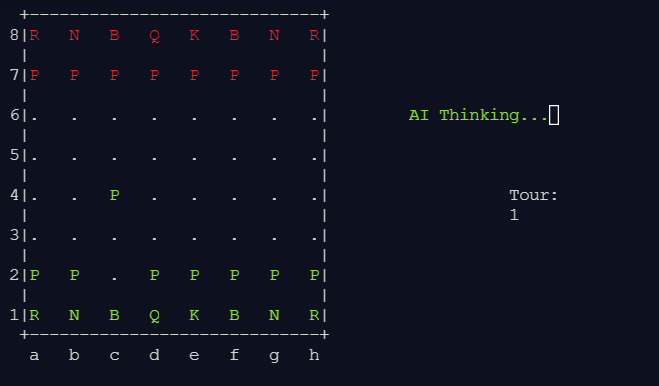 +------------------------------+
8|R   N   B   Q   K   B   N   R|
 |                             |
7|P   P   P   P   P   P   P   P|
 |                             |
6|.   .   .   .   .   .   .   .|        AI Thinking...
 |                             |
5|.   .   .   .   .   .   .   .|
 |                             |
4|.   .   P   .   .   .   .   .|        Tour:
 |                             |        1
3|.   .   .   .   .   .   .   .|
 |                             |
2|P   P   .   P   P   P   P   P|
 |                             |
1|R   N   B   Q   K   B   N   R|
+------------------------------+
a   b   c   d   e   f   g   h